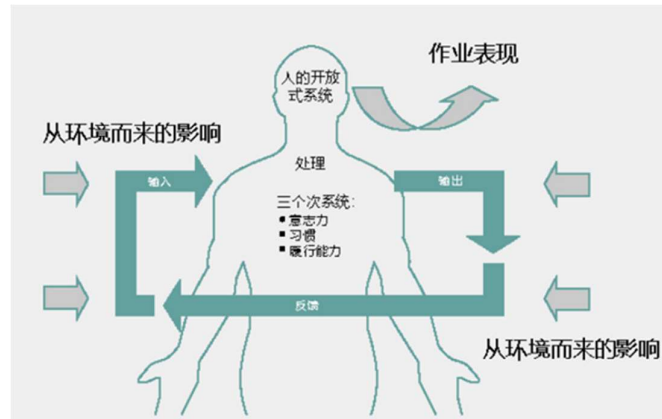 作业表现
人的开放
式系统
从环境而来的影响
处理
输入
输出
三个次系统:
意志力
习惯
履行能力
反馈
从环境而来的影响